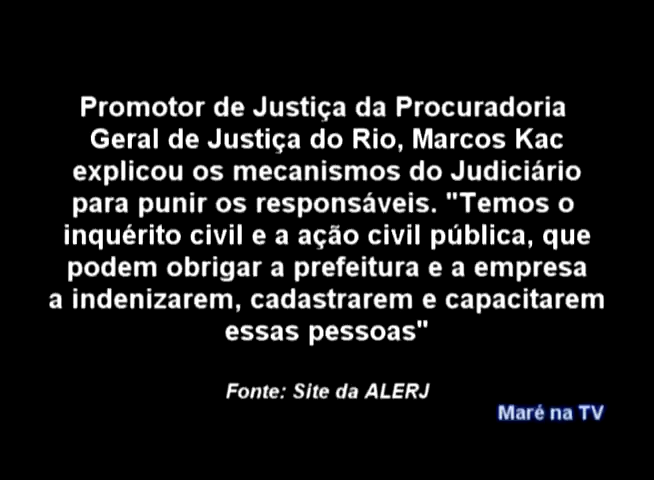 Promotor de Justiça da Procuradoria
Geral de Justiça do Rio, Marcos Kac
explicou os mecanismos do Judiciário
para punir os responsáveis. "Temos o
inquérito civil e a ação civil pública, que
podem obrigar a prefeitura e a empresa
a indenizarem, cadastrarem e capacitarem
essas pessoas"
Fonte: Site da ALERJ
Maré na TV